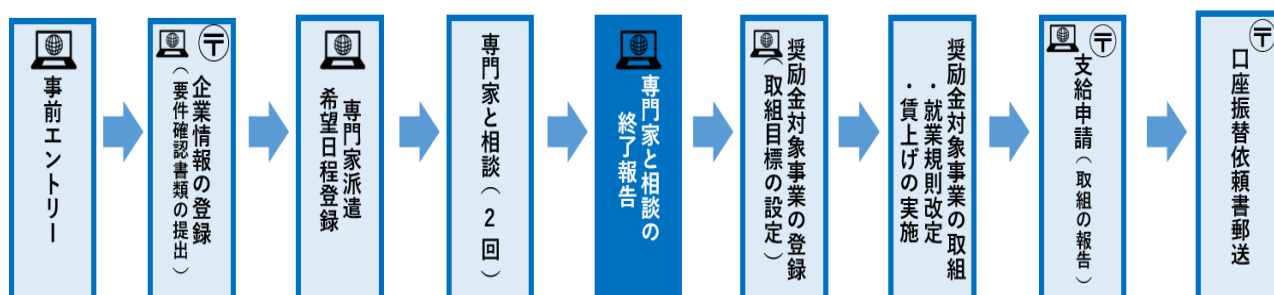 事前エントリー
〒
企業情報の登録
（要件確認書類の提出）
専門家派遣
希望日程登録
専門家と相談（２回）
専門家と相談の
終了報告
奨励金対象事業の登録
（取組目標の設定）
奨励金対象事業の取組
・就業規則改定
・賃上げの実施
〒
支給申請（取組の報告）
〒
口座振替依頼書郵送